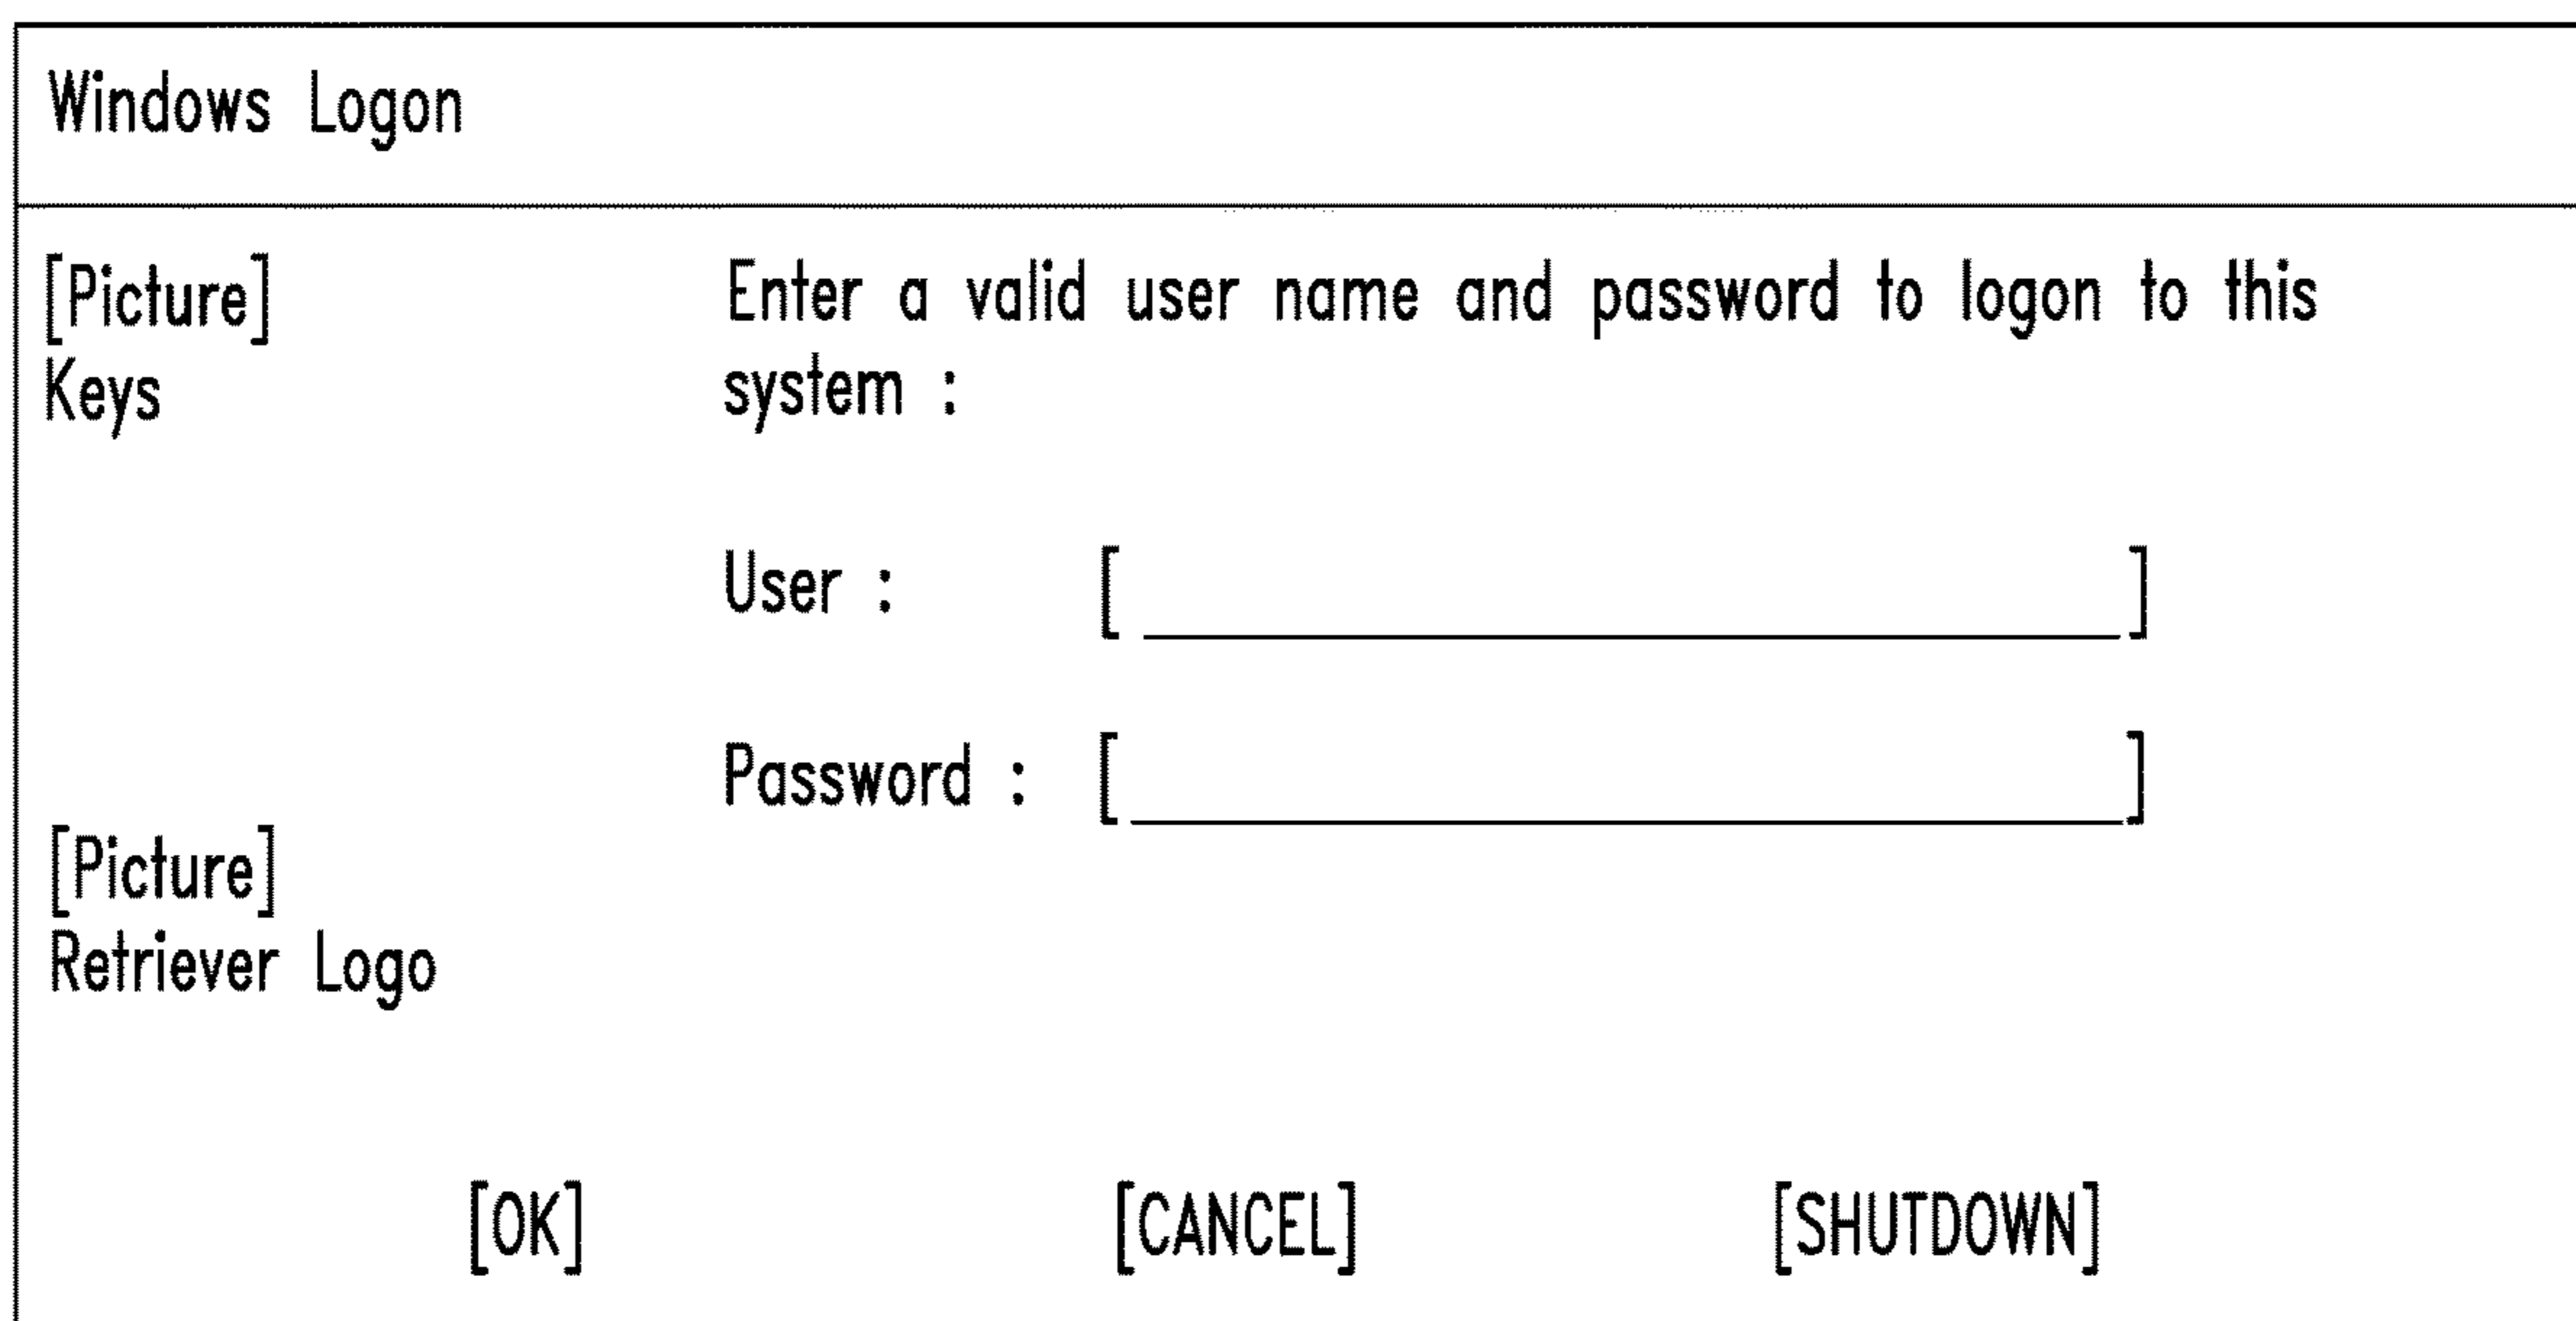 Windows Logon
[Picture] Enter a valid user name and password to logon to this
Keys system :
User : [ ]
Password : [ ]
[Picture]
Retriever Logo
[OK] [CANCEL] [SHUTDOWN]